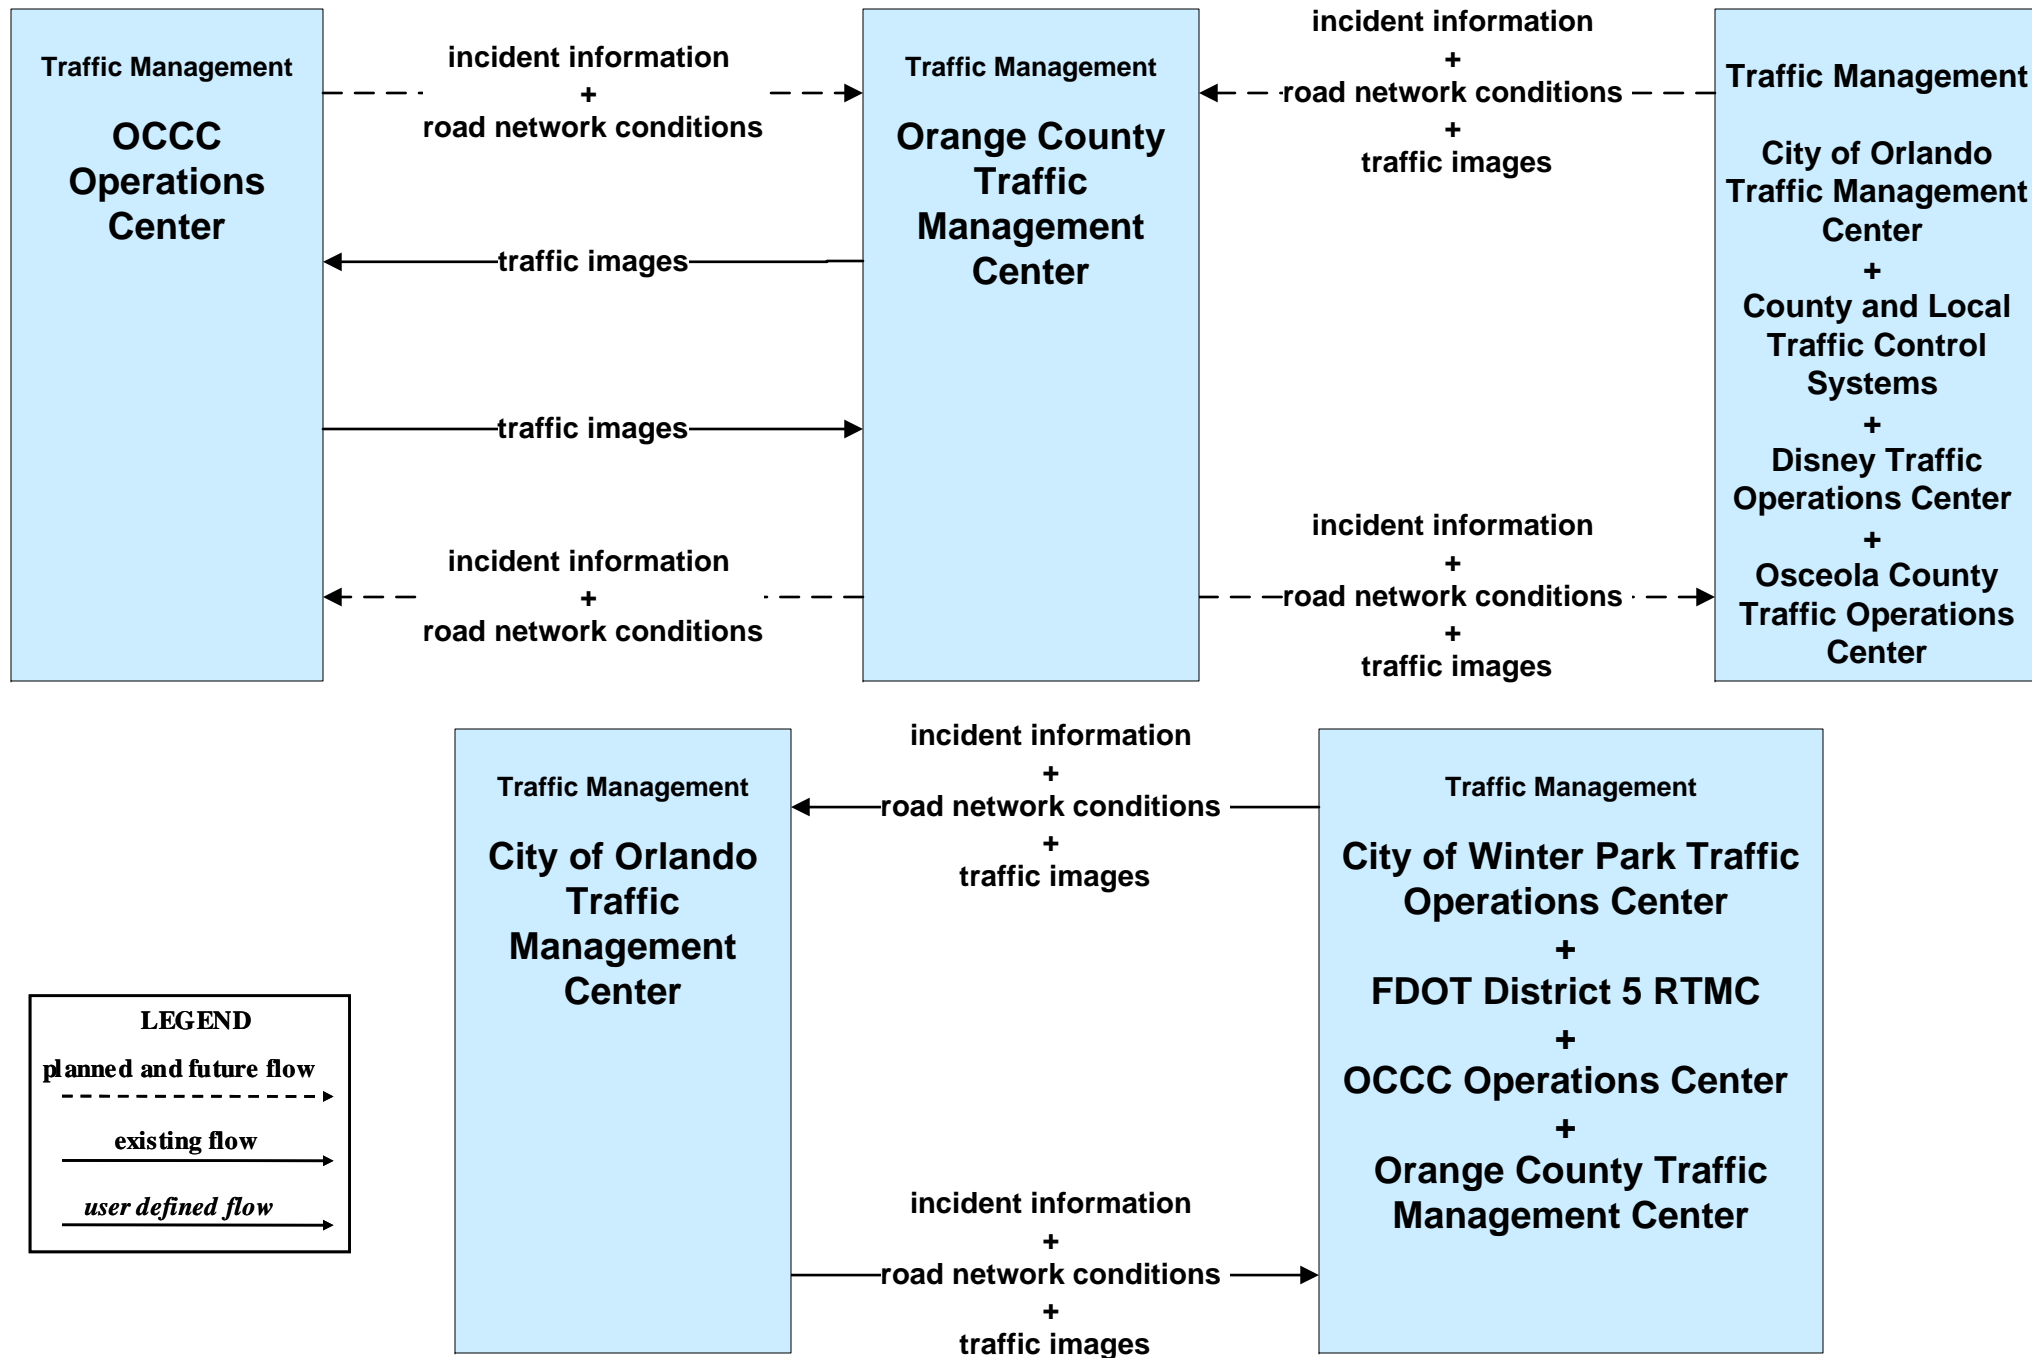 Traffic Management
OCCC
Operations
Center
incident information
+
road network conditions
traffic images
traffic images
incident information
+
road network conditions
Traffic Management
Orange County
Traffic
Management
Center
incident information
+
road network conditions
+
traffic images
incident information
+
road network conditions
+
traffic images
Traffic Management
City of Orlando
Traffic Management
Center
+
County and Local
Traffic Control
Systems
+
Disney Traffic
Operations Center
+
Osceola County
Traffic Operations
Center
Traffic Management
City of Orlando
Traffic
Management
Center
incident information
+
road network conditions
+
traffic images
incident information
+
road network conditions
+
traffic images
Traffic Management
City of Winter Park Traffic
Operations Center
+
FDOT District 5 RTMC
+
OCCC Operations Center
+
Orange County Traffic
Management Center
LEGEND
planned and future flow
existing flow
user defined flow